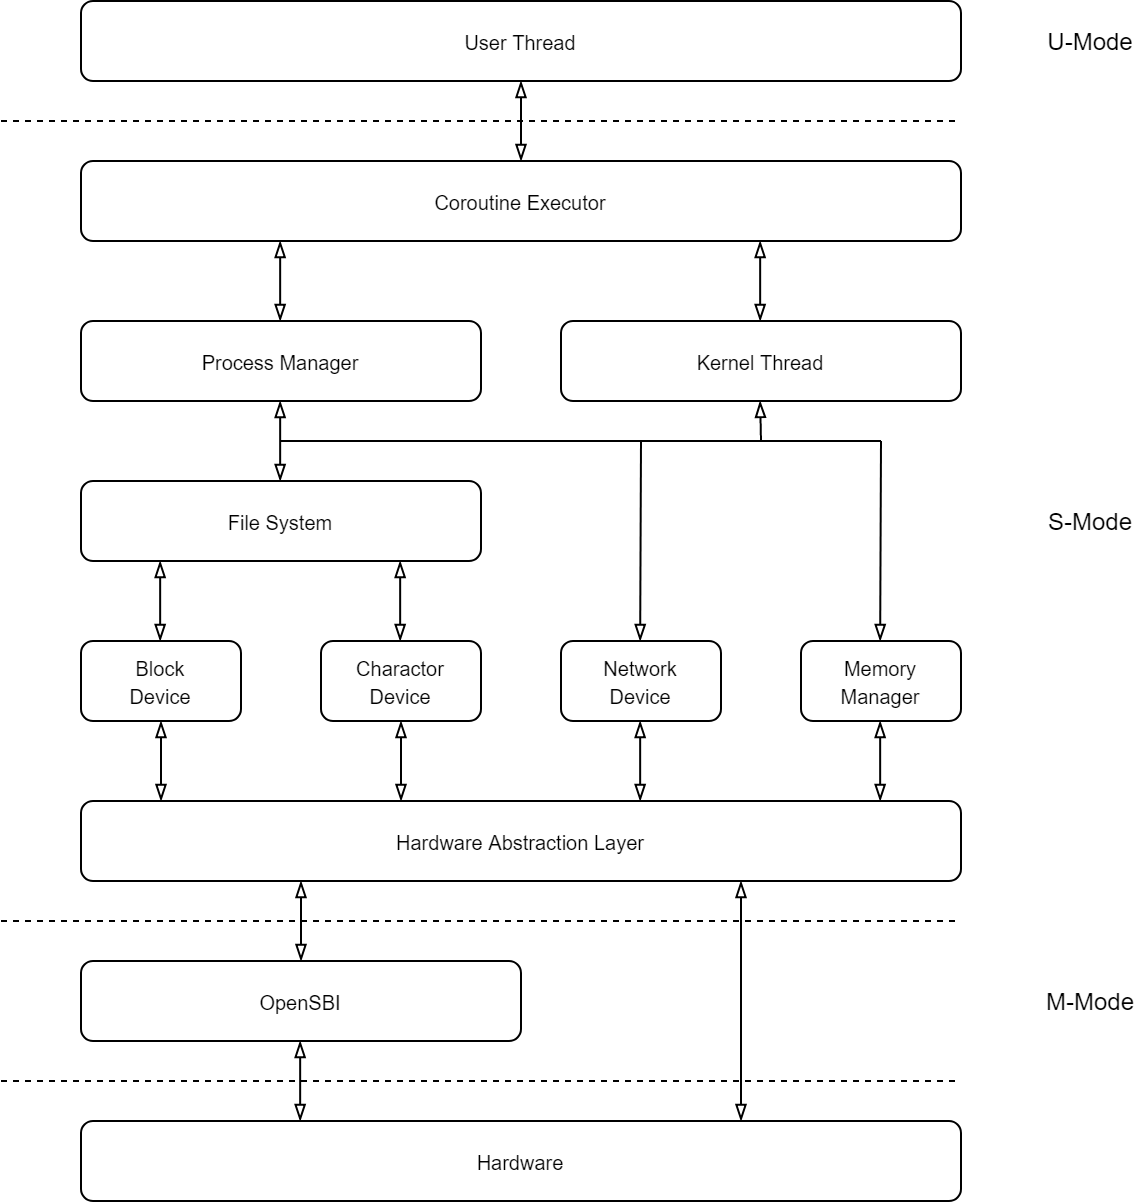 User Thread
U-Mode
Coroutine Executor
Process Manager
Kernel Thread
File System
S-Mode
Block
Device
Charactor
Device
Network
Device
Memory
Manager
Hardware Abstraction Layer
OpenSBI
M-Mode
Hardware